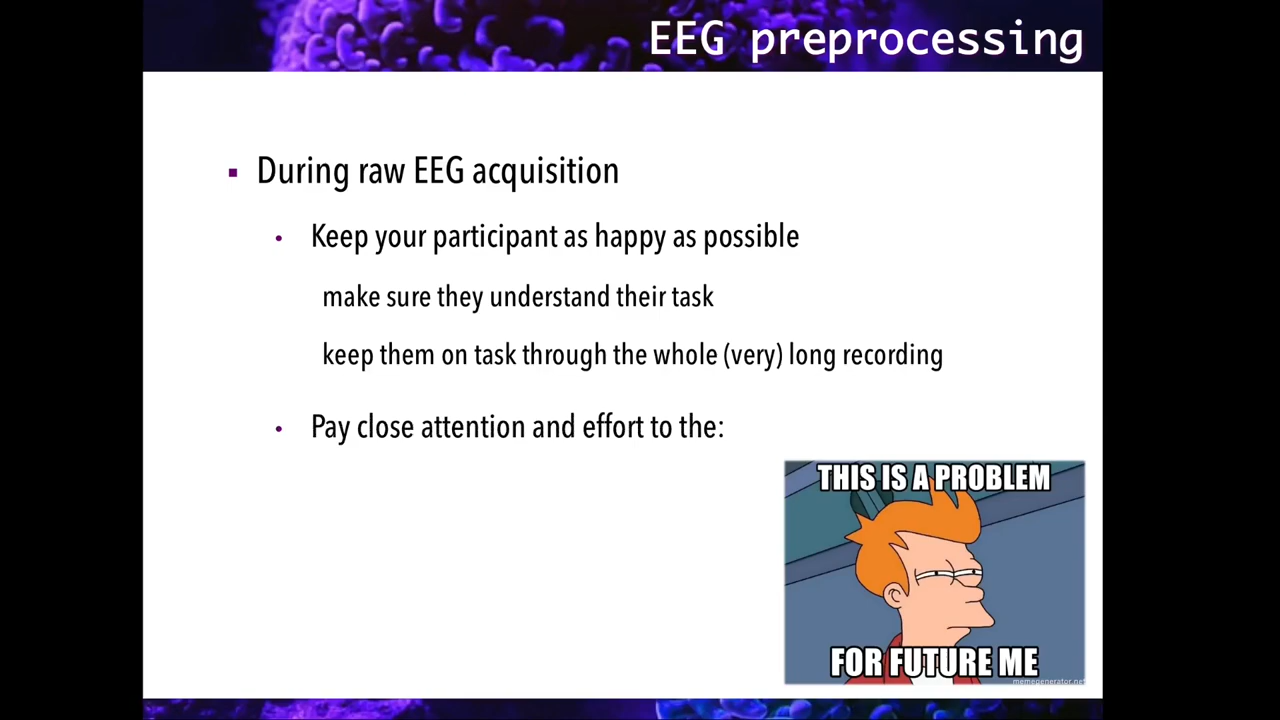 EEG preprocessing
During raw EEG acquisition
Keep your participant as happy as possible
make sure they understand their task
keep them on task through the whole (very) long recording
Pay close attention and effort to the:
THIS IS A PROBLEM
FOR FUTURE ME
memegenerator.net